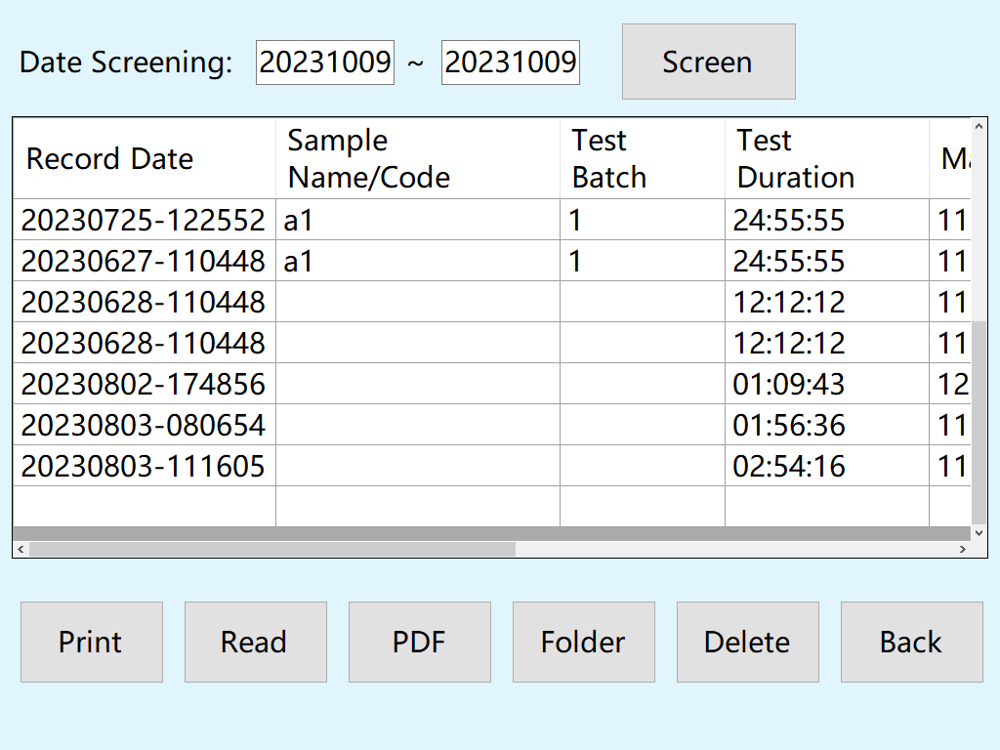 Date Screening: 20231009 ~ 20231009 Screen
Record Date Sample Name/Code Test Batch Test Duration
20230725-122552 a1 1 24:55:55 11
20230627-110448 a1 1 24:55:55 11
20230628-110448 12:12:12 11
20230628-110448 12:12:12 11
20230802-174856 01:09:43 12
20230803-080654 01:56:36 11
20230803-111605 02:54:16 11
Print Read PDF Folder Delete Back